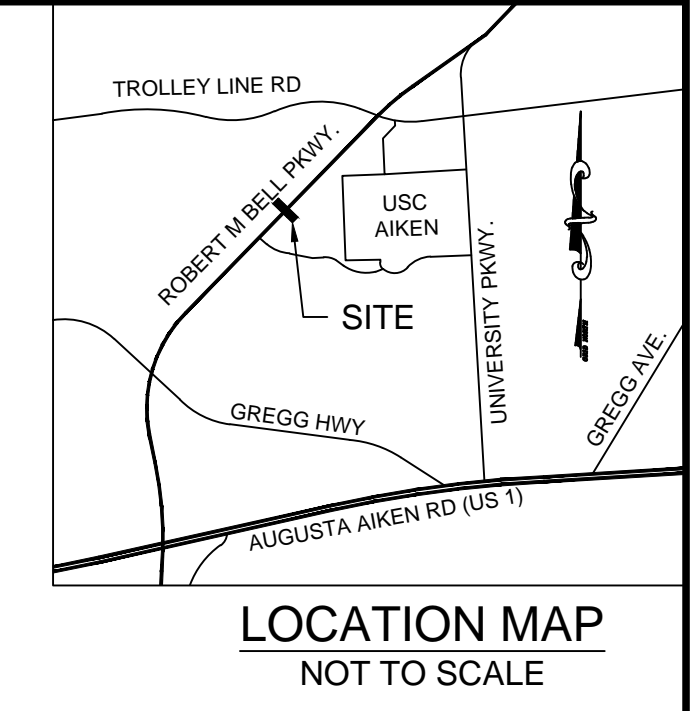 TROLLEY LINE RD
ROBERT M BELL PKWY.
USC
AIKEN
SITE
UNIVERSITY PKWY.
GREGG AVE.
GREGG HWY
AUGUSTA AIKEN RD (US 1)
LOCATION MAP
NOT TO SCALE